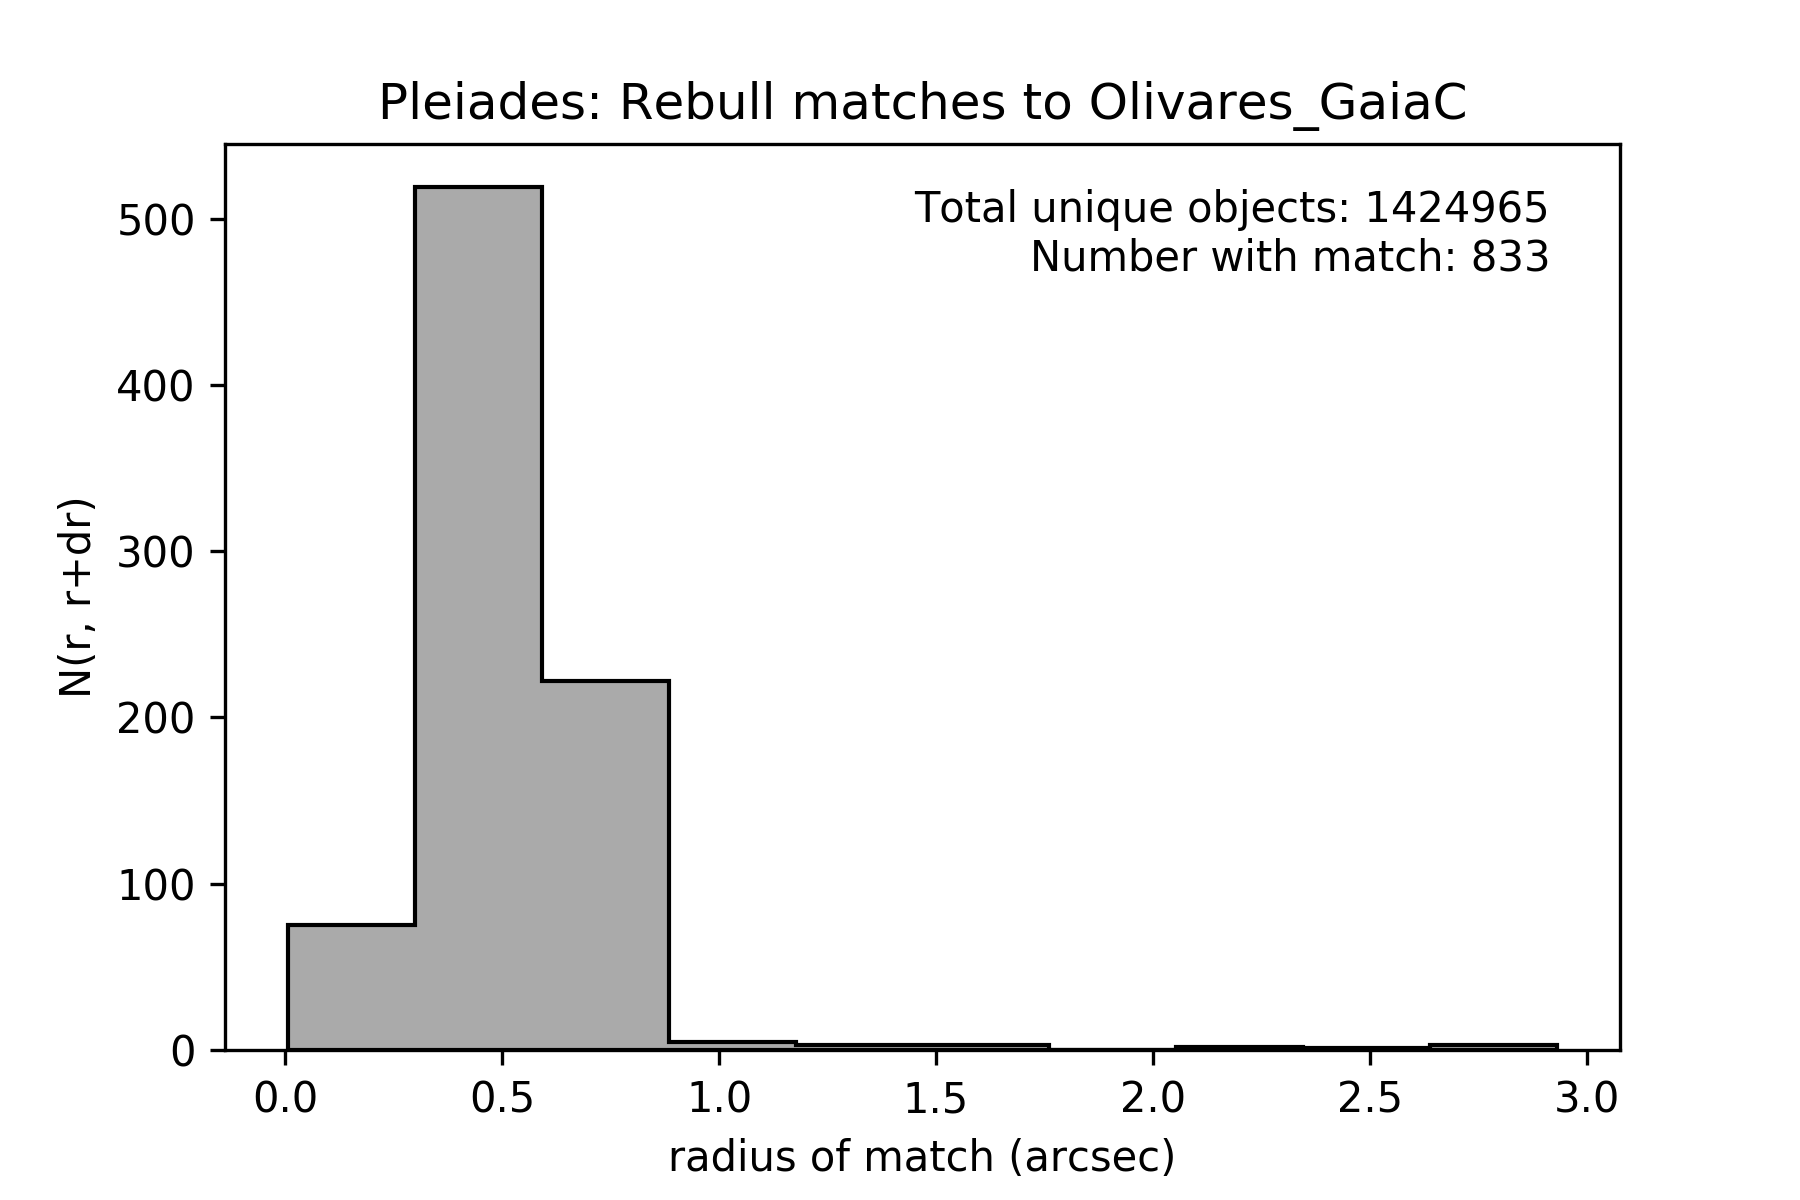 Pleiades: Rebull matches to Olivares_GaiaC
Total unique objects: 1424965
Number with match: 833
N(r, r+dr)
500
400
300
200
100
0
0.0 0.5 1.0 1.5 2.0 2.5 3.0
radius of match (arcsec)